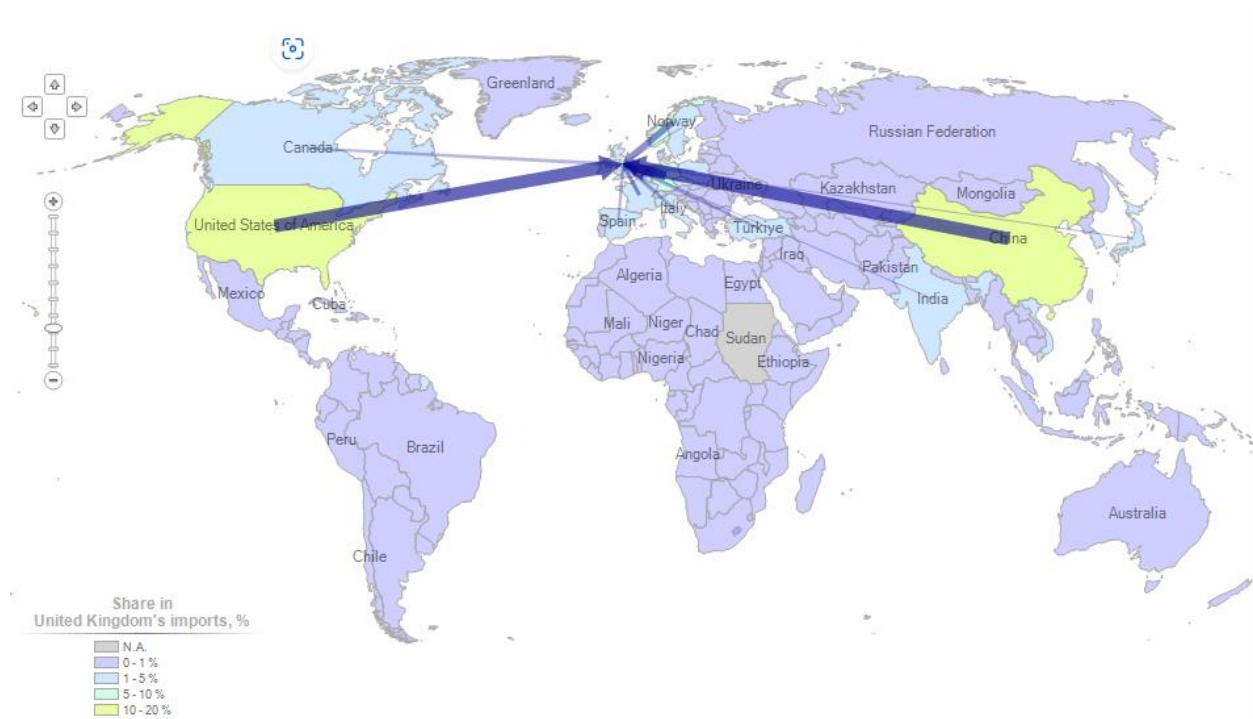 Greenland
Norway
Russian Federation
Canada
Ukraine
Kazakhstan
Mongolia
United States of America
Spain
Italy
Türkiye
China
Iraq
Pakistan
Mexico
Cuba
Algeria
Egypt
India
Mali
Niger
Chad
Sudan
Nigeria
Ethiopia
Peru
Brazil
Angola
Australia
Chile
Share in
United Kingdom's imports, %
N.A.
0 - 1 %
1 - 5 %
5 - 10 %
10 - 20 %